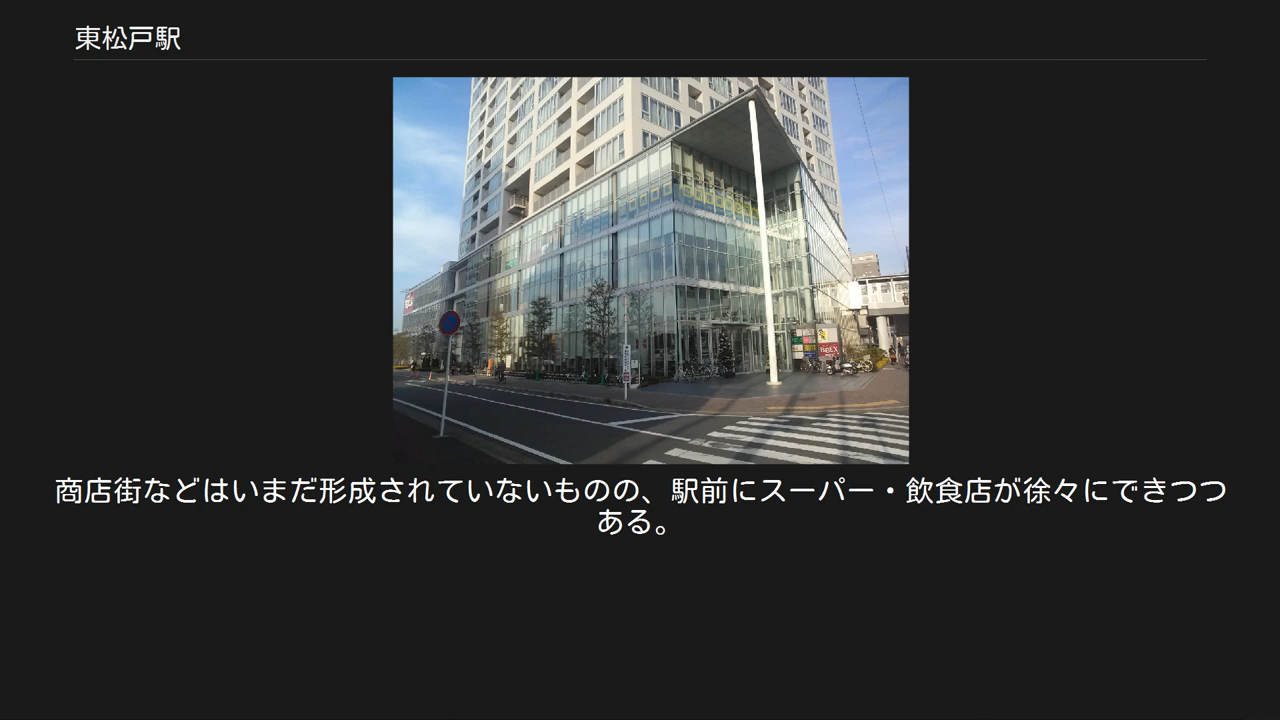 東松戸駅
商店街などはいまだ形成されていないものの、駅前にスーパー・飲食店が徐々にできつつ
ある。